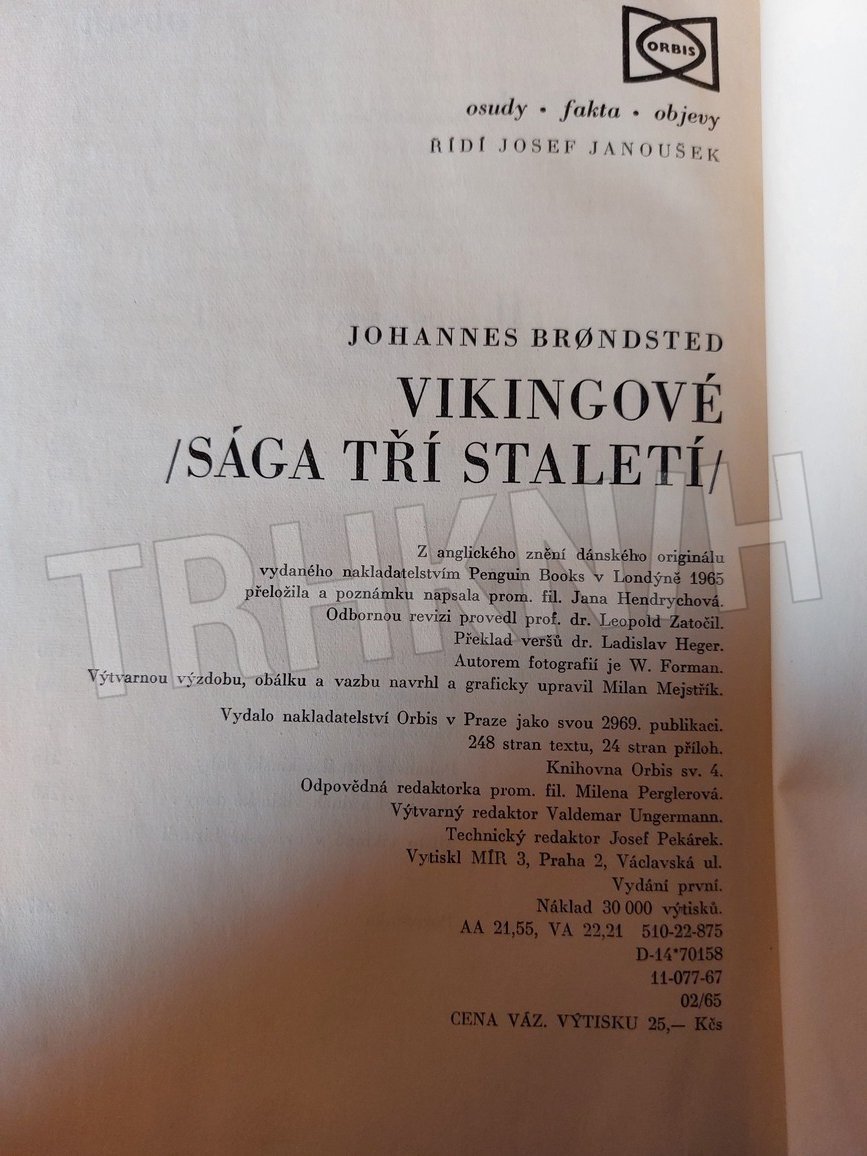 ORBIS
osudy • fakta • objevy
ŘÍDÍ JOSEF JANOUŠEK
JOHANNES BRØNDSTED
VIKINGOVÉ
/SÁGA TŘÍ STALETÍ/
TRHKNIH
Z anglického znění dánského originálu
vydaného nakladatelstvím Penguin Books v Londýně 1965
přeložila a poznámku napsala prom. fil. Jana Hendrychová.
Odbornou revizi provedl prof. dr. Leopold Zatočil.
Překlad veršů dr. Ladislav Heger.
Autorem fotografií je W. Forman.
Výtvarnou výzdobu, obálku a vazbu navrhl a graficky upravil Milan Mejstřík.
Vydalo nakladatelství Orbis v Praze jako svou 2969. publikaci.
248 stran textu, 24 stran příloh.
Knihovna Orbis sv. 4.
Odpovědná redaktorka prom. fil. Milena Perglerová.
Výtvarný redaktor Valdemar Ungermann.
Technický redaktor Josef Pekárek.
Vytiskl MÍR 3, Praha 2, Václavská ul.
Vydání první.
Náklad 30 000 výtisků.
AA 21,55, VA 22,21 510-22-875
D-14*70158
11-077-67
02/65
CENA VÁZ. VÝTISKU 25,— Kčs